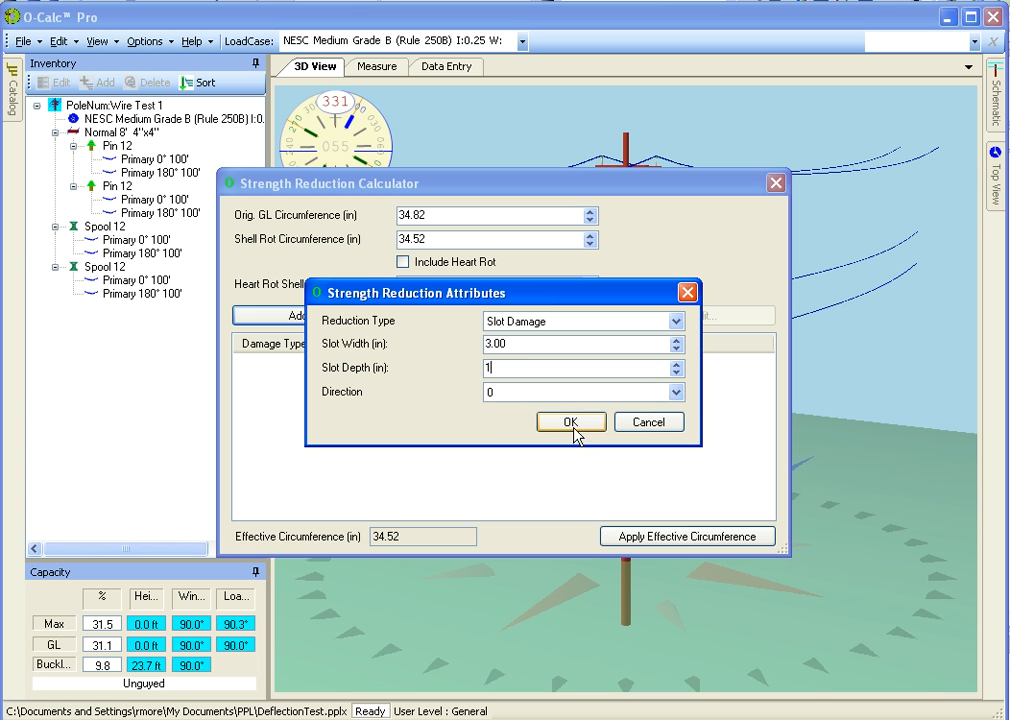 O-Calc™ Pro
File Edit View Options Help LoadCase: NESC Medium Grade B (Rule 250B) I:0.25 W:
Inventory
3D View Measure Data Entry
Edit Add Delete Sort
Catalog
Schematic
Top View
PoleNum:Wire Test 1
NESC Medium Grade B (Rule 250B) I:0.
Normal 8' 4"x4"
Pin 12
Primary 0° 100'
Primary 180° 100'
Pin 12
Primary 0° 100'
Primary 180° 100'
Spool 12
Primary 0° 100'
Primary 180° 100'
Spool 12
Primary 0° 100'
Primary 180° 100'
331
055
Strength Reduction Calculator
Orig. GL Circumference (in) 34.82
Shell Rot Circumference (in) 34.52
Include Heart Rot
Heart Rot Shell
Add
Damage Type
Strength Reduction Attributes
Reduction Type Slot Damage
Slot Width (in): 3.00
Slot Depth (in): 1
Direction 0
OK Cancel
Effective Circumference (in) 34.52 Apply Effective Circumference
Capacity
% Hei... Win... Loa...
Max 31.5 0.0 ft 90.0° 90.3°
GL 31.1 0.0 ft 90.0° 90.0°
Buckl... 9.8 23.7 ft 90.0°
Unguyed
C:\Documents and Settings\rmore\My Documents\PPL\DeflectionTest.pplx Ready User Level : General